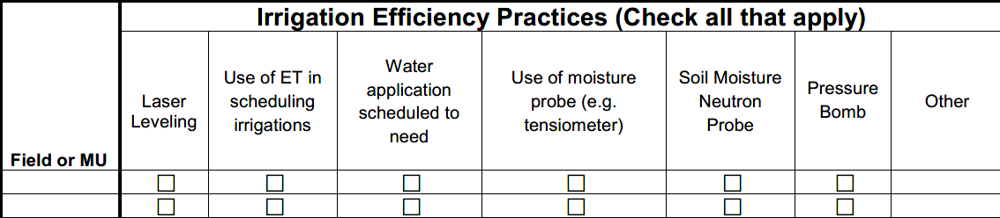 Irrigation Efficiency Practices (Check all that apply)
Field or MU
Laser
Leveling
Use of ET in
scheduling
irrigations
Water
application
scheduled to
need
Use of moisture
probe (e.g.
tensiometer)
Soil Moisture
Neutron
Probe
Pressure
Bomb
Other
☐ ☐ ☐ ☐ ☐ ☐
☐ ☐ ☐ ☐ ☐ ☐